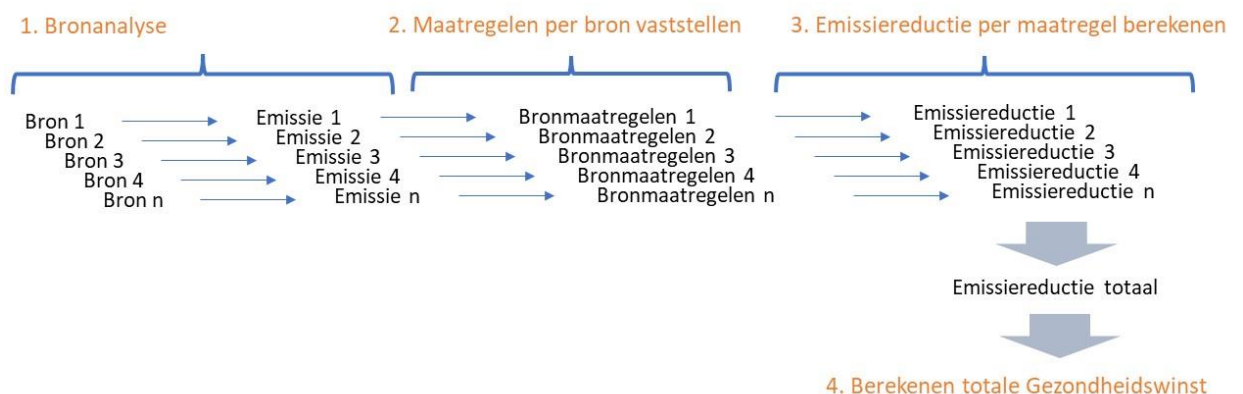 1. Bronanalyse
2. Maatregelen per bron vaststellen
3. Emissiereductie per maatregel berekenen
Bron 1
Bron 2
Bron 3
Bron 4
Bron n
Emissie 1
Emissie 2
Emissie 3
Emissie 4
Emissie n
Bronmaatregelen 1
Bronmaatregelen 2
Bronmaatregelen 3
Bronmaatregelen 4
Bronmaatregelen n
Emissiereductie 1
Emissiereductie 2
Emissiereductie 3
Emissiereductie 4
Emissiereductie n
Emissiereductie totaal
4. Berekenen totale Gezondheidswinst